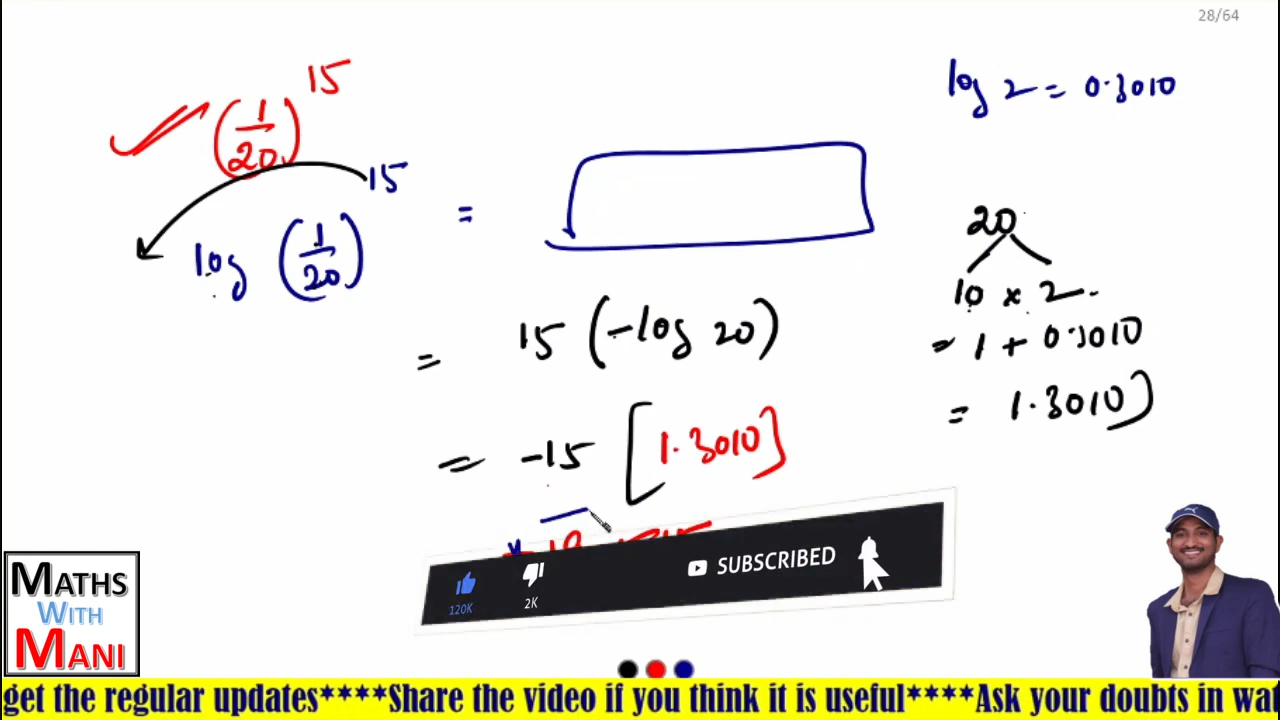 28/64
(1/20)^15
log 2 = 0.3010
log (1/20)^15 =
20
10 x 2
= 15 (-log 20)
= 1 + 0.3010
= 1.3010)
= -15 [1.3010]
120K 2K SUBSCRIBED
MATHS
WITH
MANI
get the regular updates****Share the video if you think it is useful****Ask your doubts in